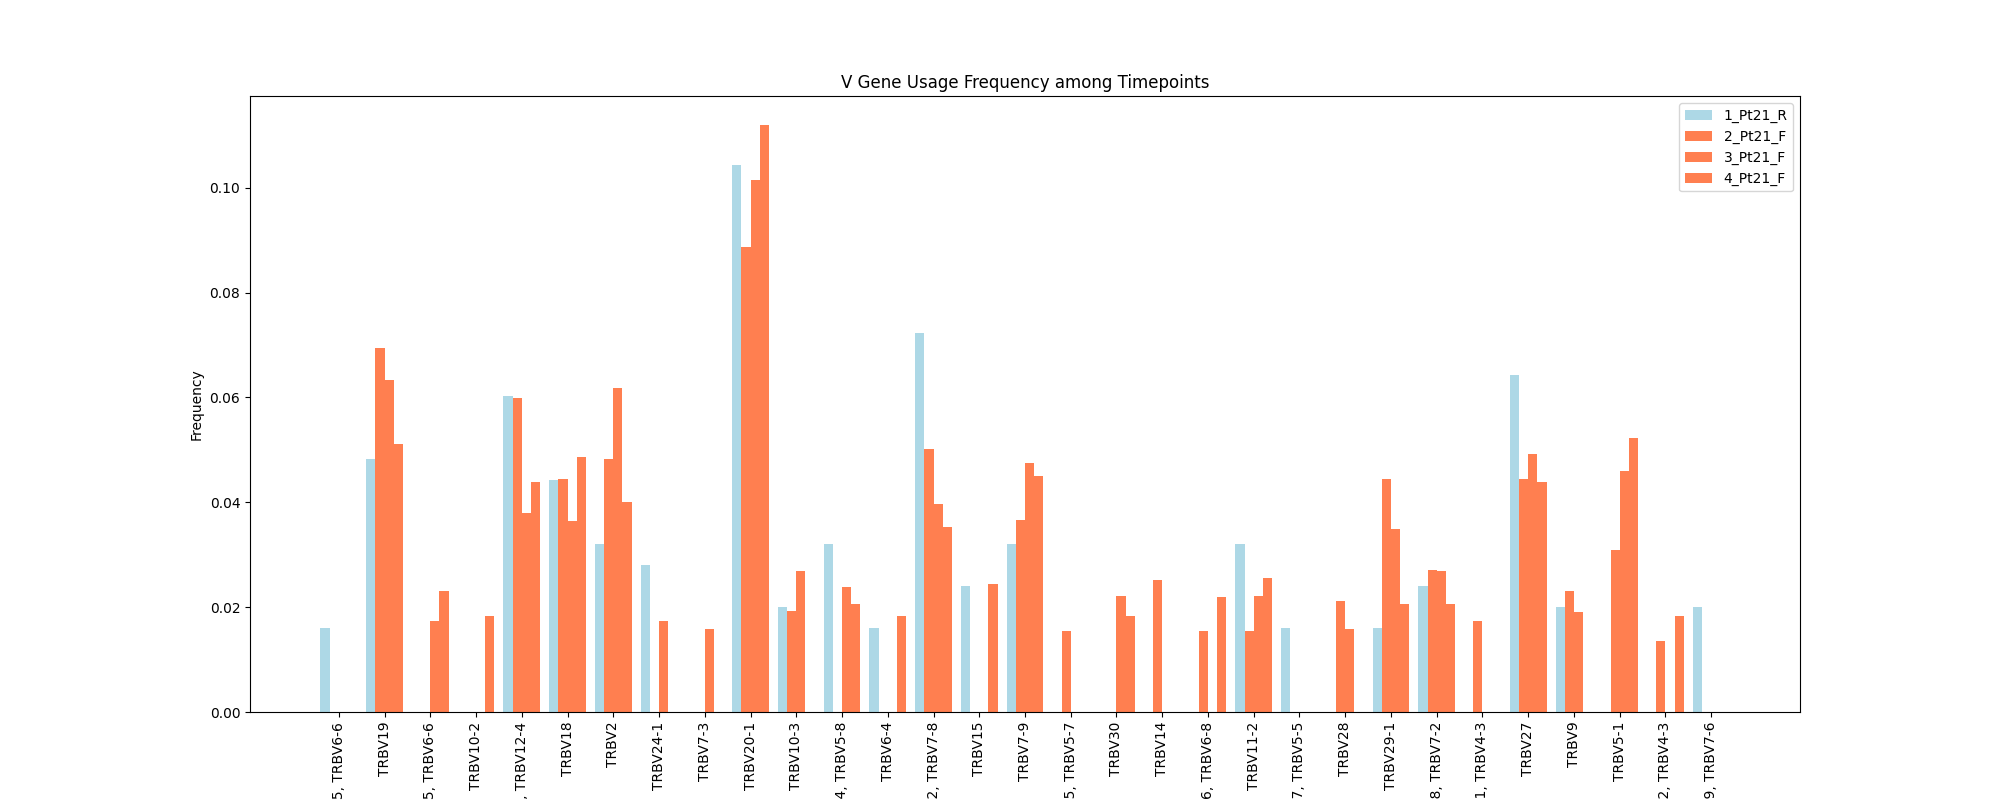 V Gene Usage Frequency among Timepoints
1_Pt21_R
2_Pt21_F
3_Pt21_F
4_Pt21_F
Frequency
0.10
0.08
0.06
0.04
0.02
0.00
5, TRBV6-6
TRBV19
5, TRBV6-6
TRBV10-2
, TRBV12-4
TRBV18
TRBV2
TRBV24-1
TRBV7-3
TRBV20-1
TRBV10-3
4, TRBV5-8
TRBV6-4
2, TRBV7-8
TRBV15
TRBV7-9
5, TRBV5-7
TRBV30
TRBV14
6, TRBV6-8
TRBV11-2
7, TRBV5-5
TRBV28
TRBV29-1
8, TRBV7-2
1, TRBV4-3
TRBV27
TRBV9
TRBV5-1
2, TRBV4-3
9, TRBV7-6